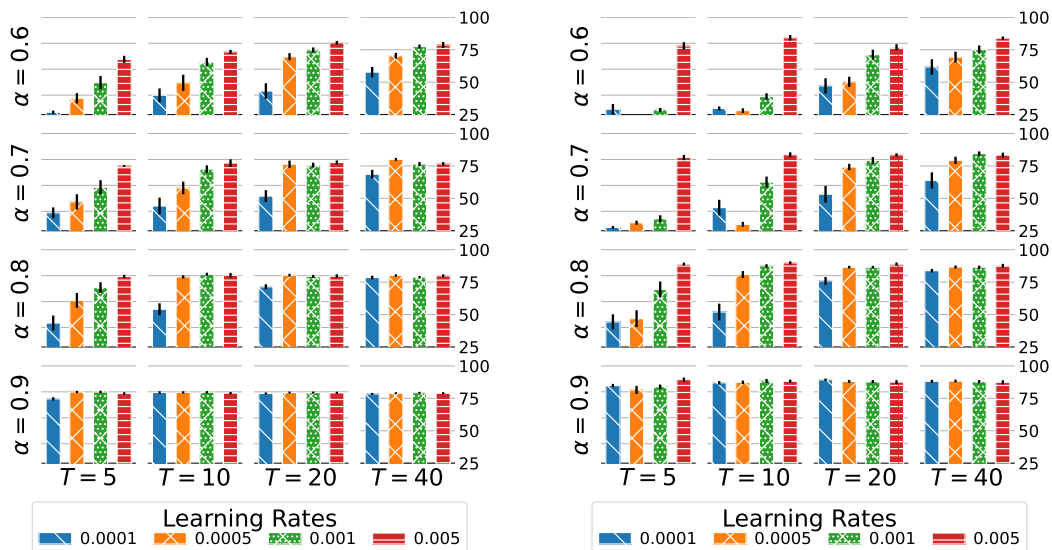 α = 0.6
100
75
50
25
α = 0.7
100
75
50
25
α = 0.8
100
75
50
25
α = 0.9
100
75
50
25
T = 5 T = 10 T = 20 T = 40
Learning Rates
0.0001 0.0005 0.001 0.005
α = 0.6
100
75
50
25
α = 0.7
100
75
50
25
α = 0.8
100
75
50
25
α = 0.9
100
75
50
25
T = 5 T = 10 T = 20 T = 40
Learning Rates
0.0001 0.0005 0.001 0.005